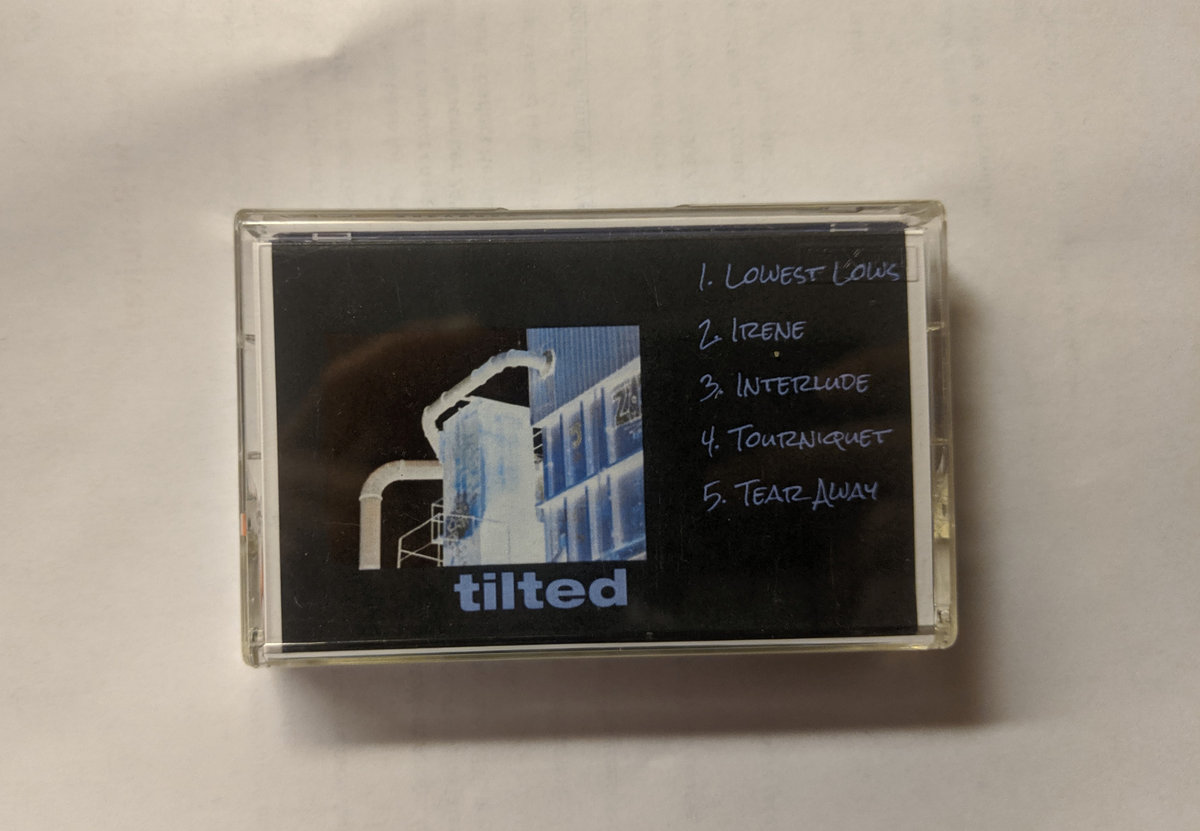 1. Lowest Lows
2. Irene
3. Interlude
4. Tourniquet
5. Tear Away
tilted